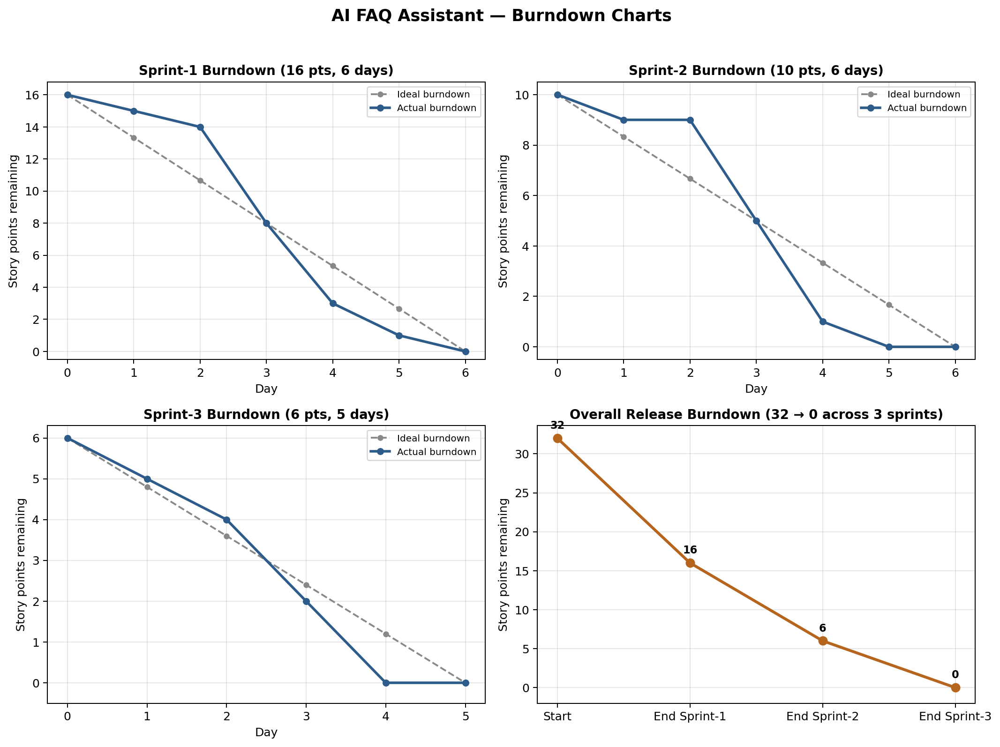 AI FAQ Assistant — Burndown Charts
Sprint-1 Burndown (16 pts, 6 days)
Ideal burndown
Actual burndown
Story points remaining
16
14
12
10
8
6
4
2
0
0 1 2 3 4 5 6
Day
Sprint-2 Burndown (10 pts, 6 days)
Ideal burndown
Actual burndown
Story points remaining
10
8
6
4
2
0
0 1 2 3 4 5 6
Day
Sprint-3 Burndown (6 pts, 5 days)
Ideal burndown
Actual burndown
Story points remaining
6
5
4
3
2
1
0
0 1 2 3 4 5
Day
Overall Release Burndown (32 → 0 across 3 sprints)
Story points remaining
30
25
20
15
10
5
0
32
16
6
0
Start End Sprint-1 End Sprint-2 End Sprint-3